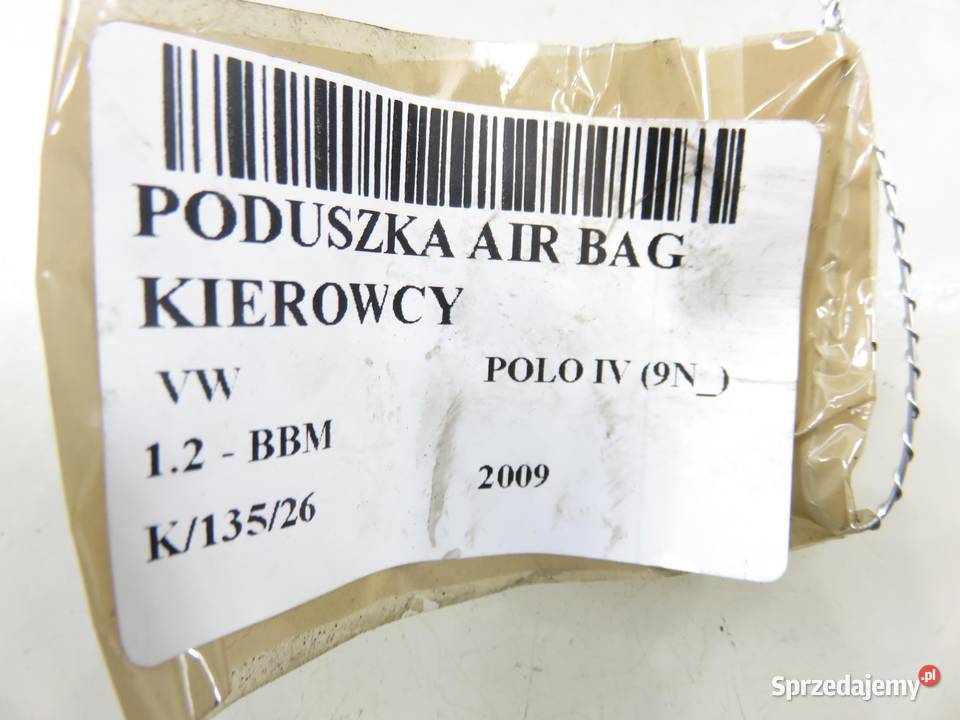 PODUSZKA AIR BAG
KIEROWCY
VW POLO IV (9N_)
1.2 - BBM
2009
K/135/26
Sprzedajemy.pl